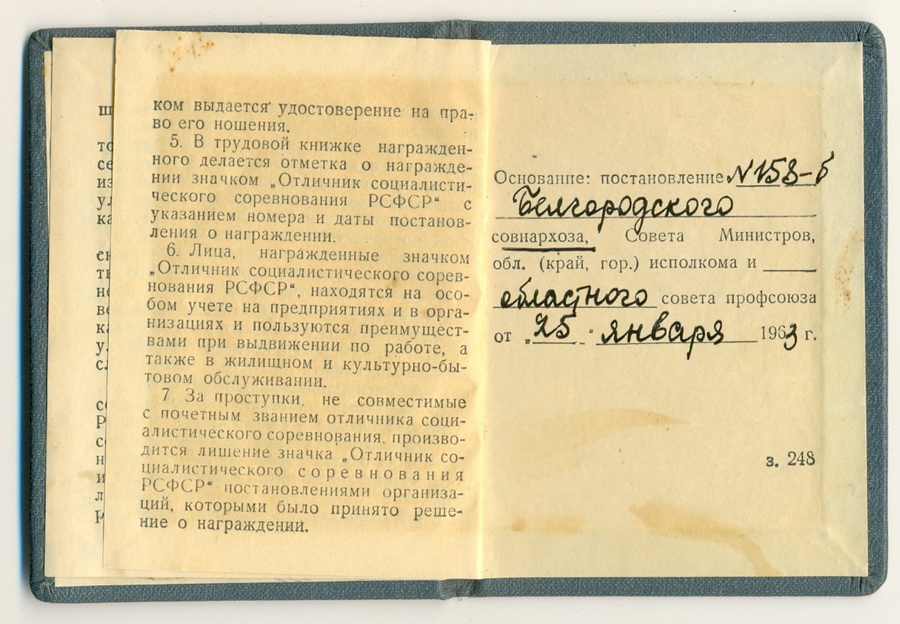 ш
то
се
из
ул
ка
ком выдается удостоверение на пра-
во его ношения.
5. В трудовой книжке награжден-
ного делается отметка о награжде-
нии значком „Отличник социалисти-
ческого соревнования РСФСР“ с
указанием номера и даты постанов-
ления о награждении.
6. Лица, награжденные значком
„Отличник социалистического сорев-
нования РСФСР“, находятся на осо-
бом учете на предприятиях и в орга-
низациях и пользуются преимущест-
вами при выдвижении по работе, а
также в жилищном и культурно-бы-
товом обслуживании.
7 За проступки, не совместимые
с почетным званием отличника соци-
алистического соревнования, произво-
дится лишение значка „Отличник со-
циалистического соревнования
РСФСР“ постановлениями организа-
ций, которыми было принято реше-
ние о награждении.
Основание: постановление №158-б
Белгородского
совнархоза, Совета Министров,
обл. (край, гор.) исполкома и
областного совета профсоюза
от „25“ января 1963 г.
з. 248